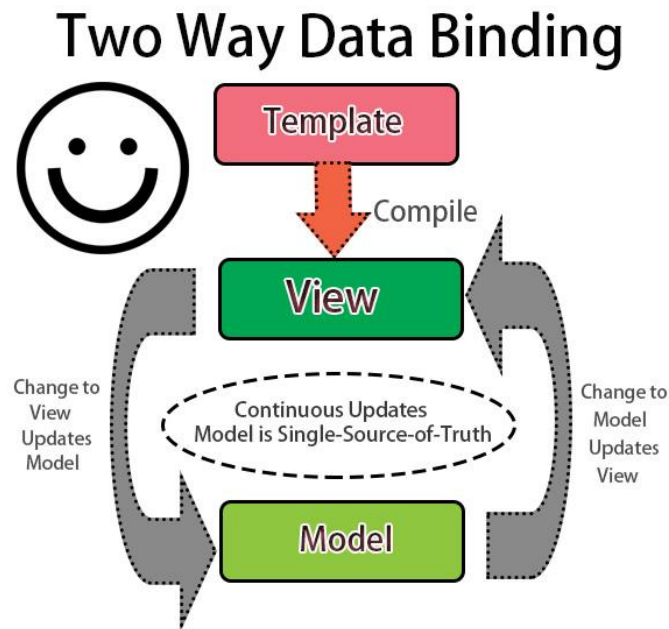 Two Way Data Binding
Template
Compile
View
Change to
View
Updates
Model
Continuous Updates
Model is Single-Source-of-Truth
Change to
Model
Updates
View
Model